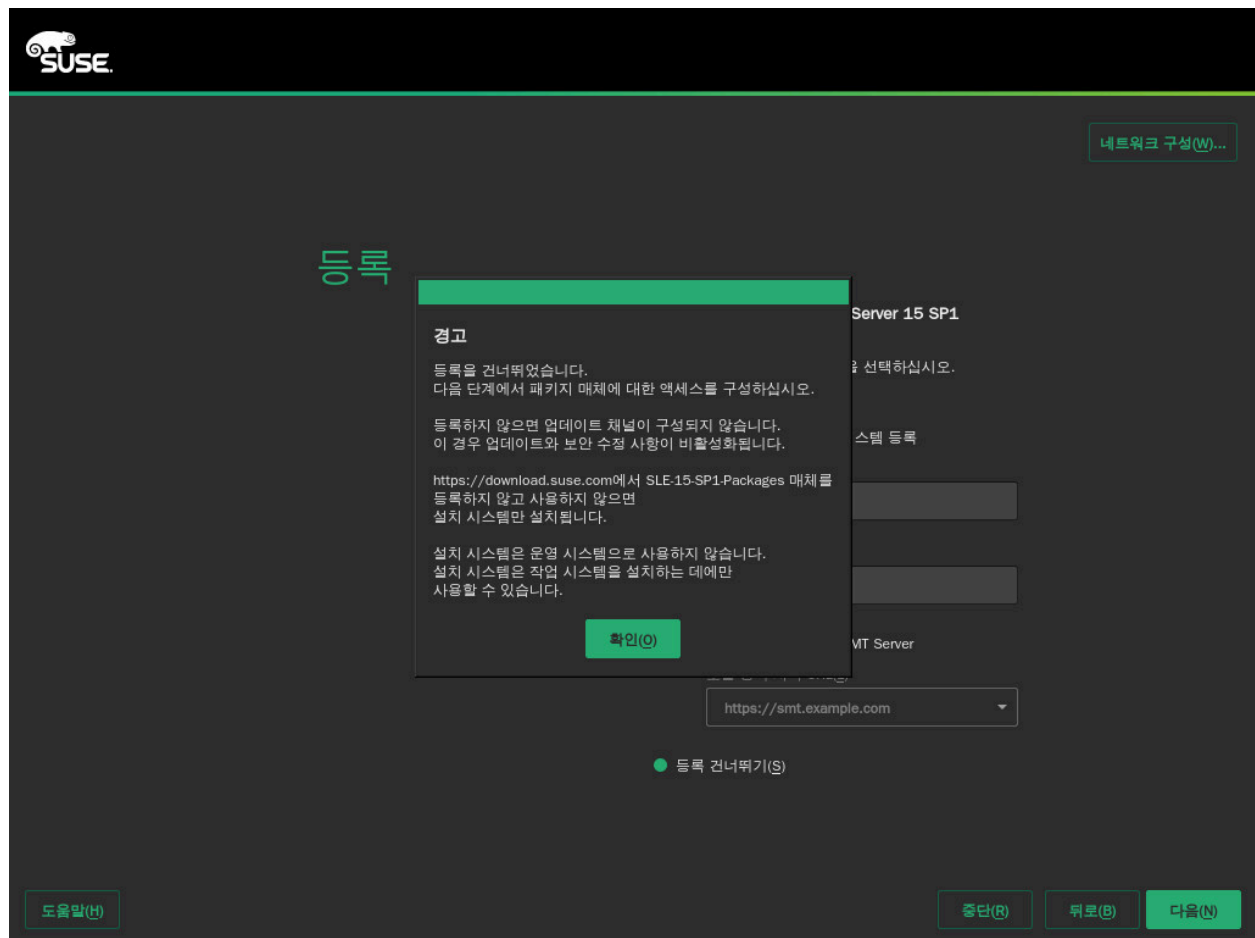 SUSE.
네트워크 구성(W)...
등록
Server 15 SP1
선택하십시오.
스템 등록
경고
등록을 건너뛰었습니다.
다음 단계에서 패키지 매체에 대한 액세스를 구성하십시오.
등록하지 않으면 업데이트 채널이 구성되지 않습니다.
이 경우 업데이트와 보안 수정 사항이 비활성화됩니다.
https://download.suse.com에서 SLE-15-SP1-Packages 매체를
등록하지 않고 사용하지 않으면
설치 시스템만 설치됩니다.
설치 시스템은 운영 시스템으로 사용하지 않습니다.
설치 시스템은 작업 시스템을 설치하는 데에만
사용할 수 있습니다.
확인(O)
MT Server
https://smt.example.com
등록 건너뛰기(S)
도움말(H)
중단(R)
뒤로(B)
다음(N)